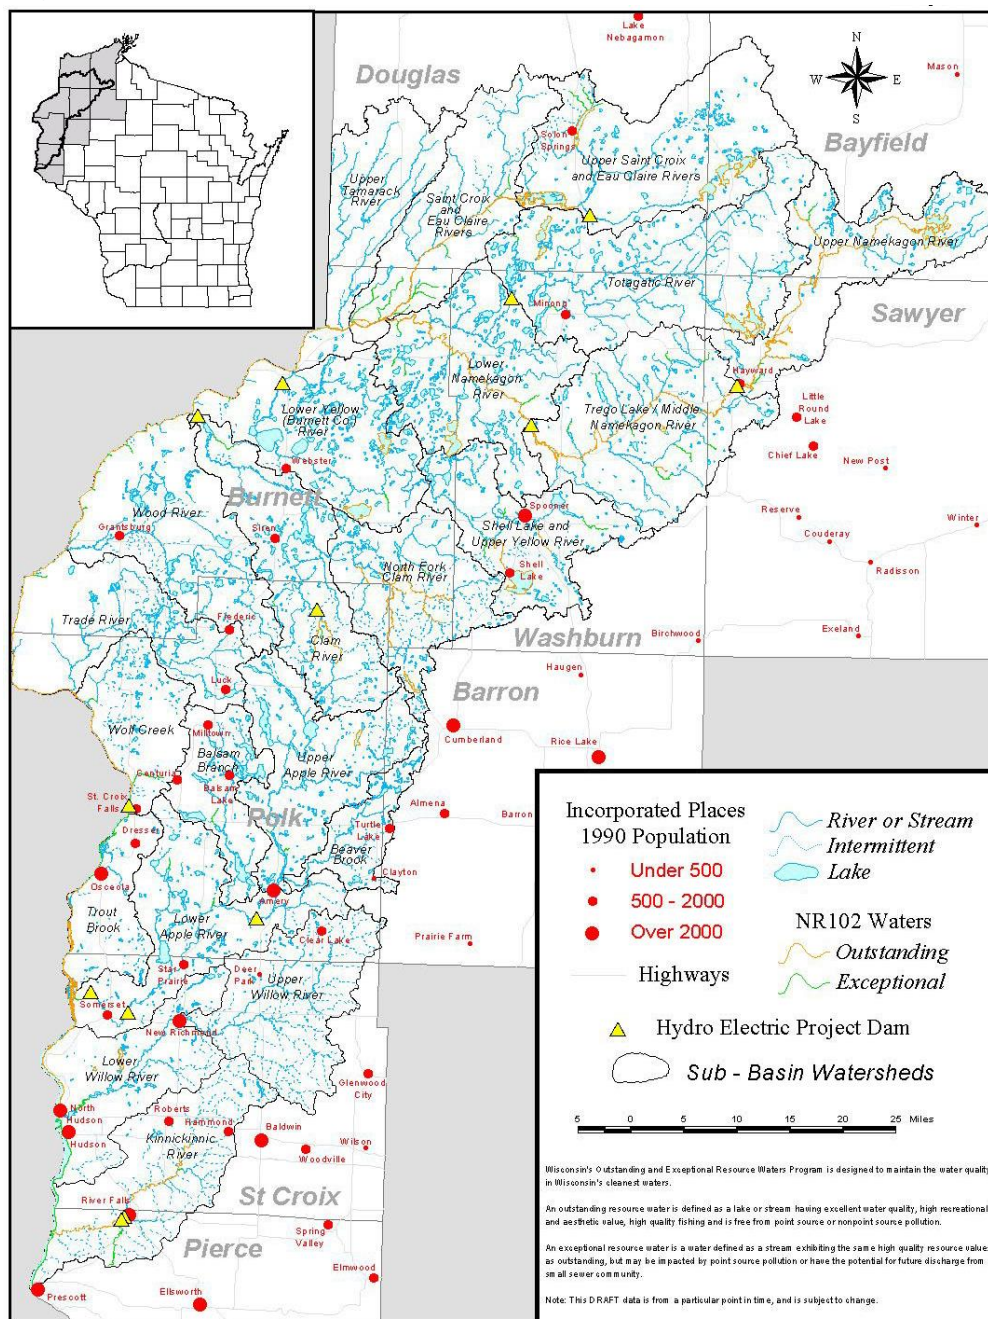 Lake
Nebagamon
Mason
Douglas
N
W
E
S
Solon
Springs
Bayfield
Upper Saint Croix
and Eau Claire Rivers
Upper
Tamarack
River
Saint Croix
and
Eau Claire
Rivers
Upper Namekagon River
Totagatic River
Minong
Sawyer
Lower
Namekagon
River
Hayward
Trego Lake / Middle
Namekagon River
Little
Round
Lake
Lower Yellow
(Burnett Co.)
River
Chief Lake
New Post
Webster
Burnett
Wood River
Grantsburg
Siren
Spooner
Shell Lake and
Upper Yellow River
Reserve
Winter
Couderay
Radisson
North Fork
Clam River
Shell
Lake
Trade River
Frederic
Clam
River
Washburn
Birchwood
Exeland
Haugen
Luck
Barron
Wolf Creek
Milltown
Cumberland
Rice Lake
Balsam
Branch
Upper
Apple River
Centuria
Balsam
Lake
St. Croix
Falls
Polk
Almena
Barron
Dresser
Turtle
Lake
Beaver
Brook
Clayton
Osceola
Amery
Trout
Brook
Lower
Apple River
Clear Lake
Prairie Farm
Star
Prairie
Deer
Park
Upper
Willow River
Somerset
New Richmond
Lower
Willow River
Glenwood
City
North
Hudson
Roberts
Hammond
Hudson
Kinnickinnic
River
Baldwin
Wilson
Woodville
St Croix
River Falls
Spring
Valley
Pierce
Elmwood
Prescott
Ellsworth
Incorporated Places
1990 Population
Under 500
500 - 2000
Over 2000
Highways
River or Stream
Intermittent
Lake
NR102 Waters
Outstanding
Exceptional
Hydro Electric Project Dam
Sub - Basin Watersheds
5 0 5 10 15 20 25 Miles
Wisconsin's Outstanding and Exceptional Resource Waters Program is designed to maintain the water quality
in Wisconsin's cleanest waters.
An outstanding resource water is defined as a lake or stream having excellent water quality, high recreational
and aesthetic value, high quality fishing and is free from point source or nonpoint source pollution.
An exceptional resource water is a water defined as a stream exhibiting the same high quality resource values
as outstanding, but may be impacted by point source pollution or have the potential for future discharge from
small sewer community.
Note: This DRAFT data is from a particular point in time, and is subject to change.